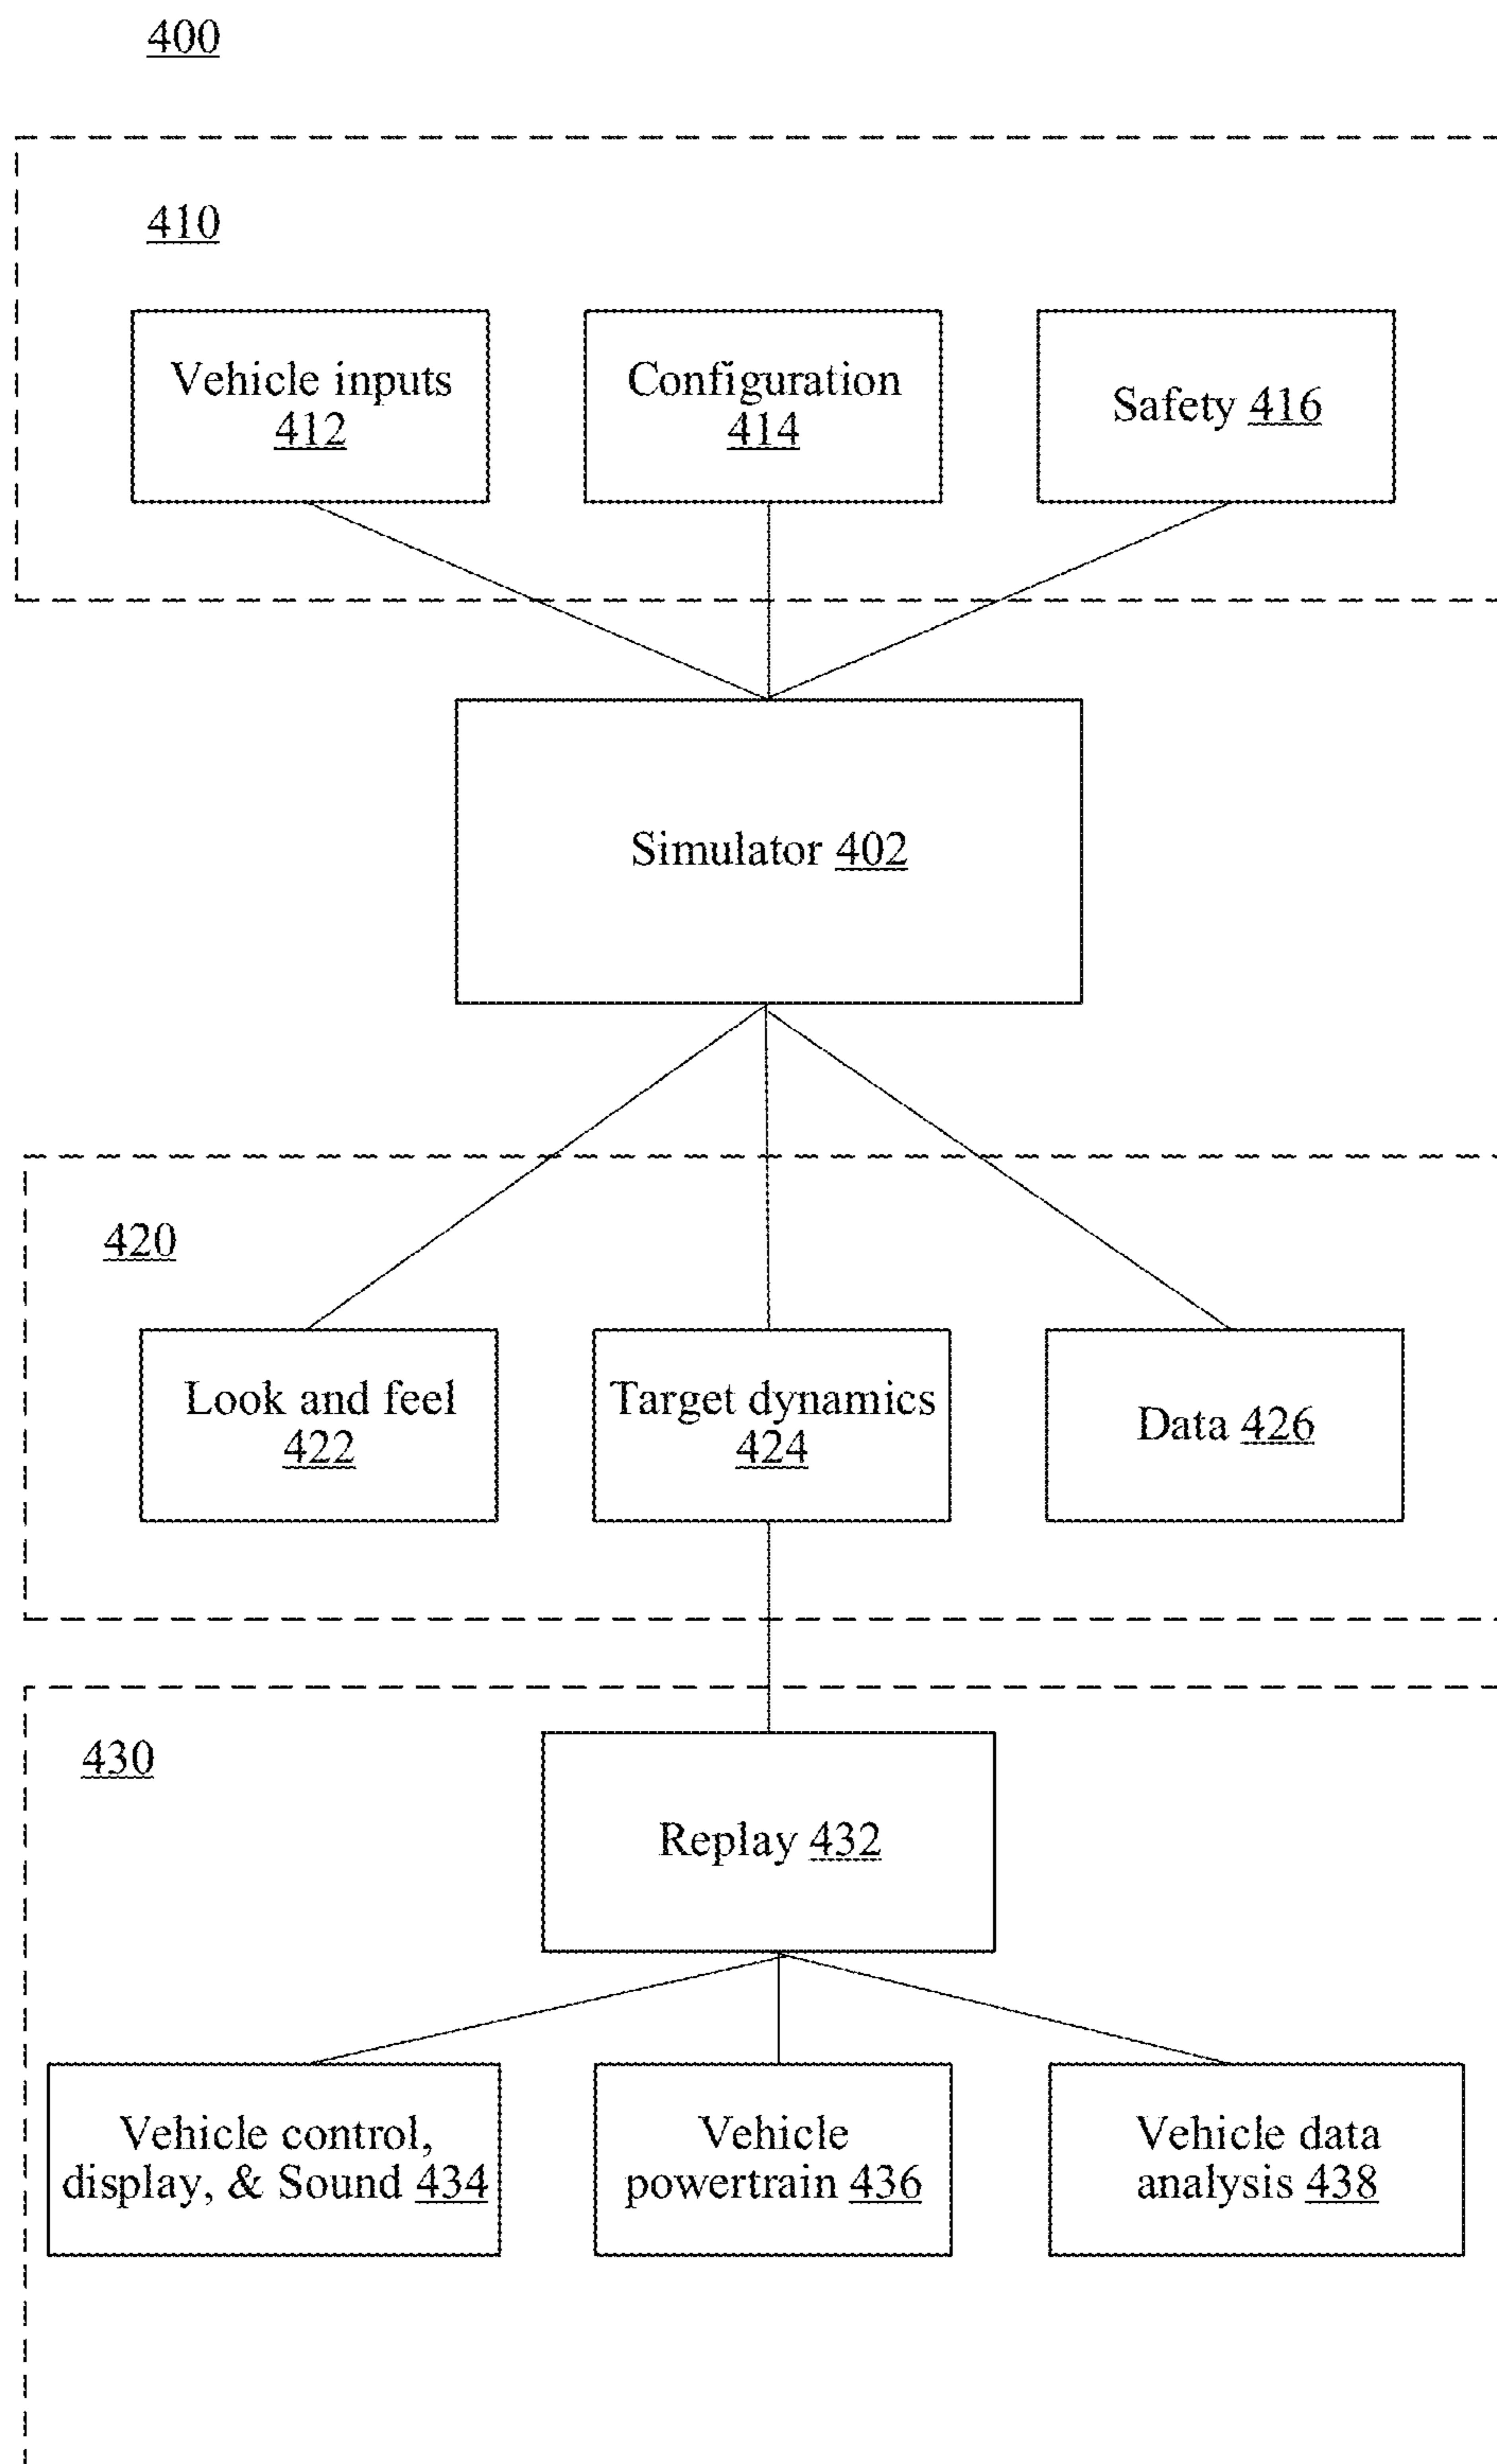 400
410
Vehicle inputs
412
Configuration
414
Safety 416
Simulator 402
420
Look and feel
422
Target dynamics
424
Data 426
430
Replay 432
Vehicle control,
display, & Sound 434
Vehicle
powertrain 436
Vehicle data
analysis 438